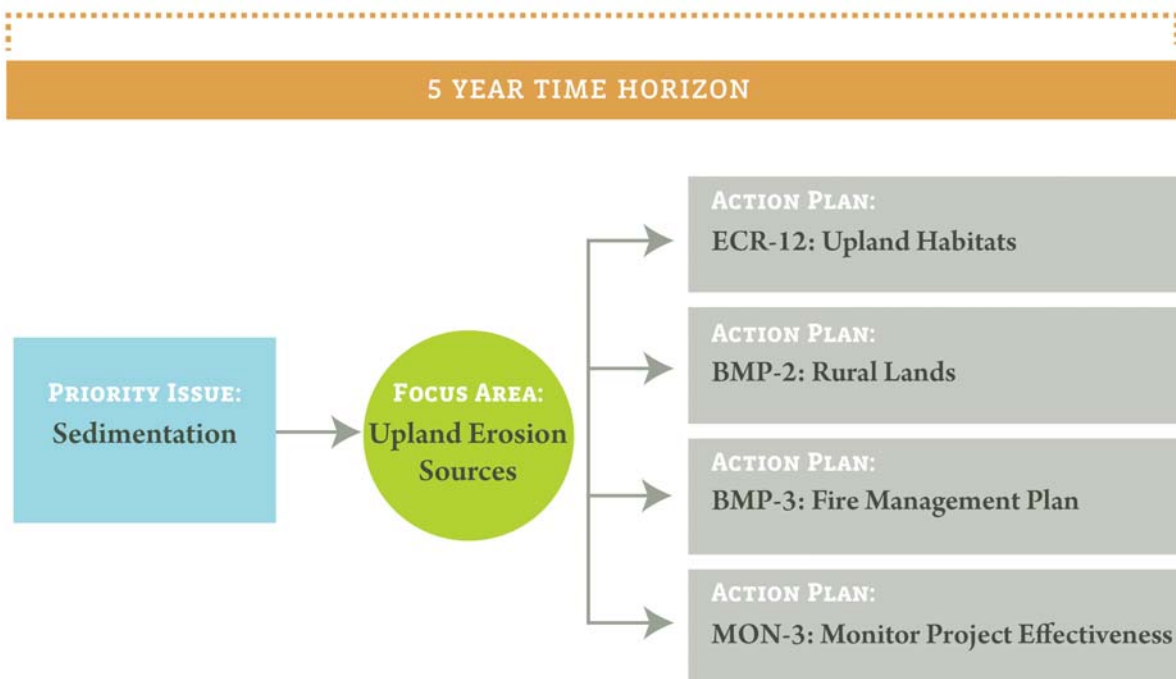 5 YEAR TIME HORIZON
PRIORITY ISSUE:
Sedimentation
FOCUS AREA:
Upland Erosion
Sources
ACTION PLAN:
ECR-12: Upland Habitats
ACTION PLAN:
BMP-2: Rural Lands
ACTION PLAN:
BMP-3: Fire Management Plan
ACTION PLAN:
MON-3: Monitor Project Effectiveness